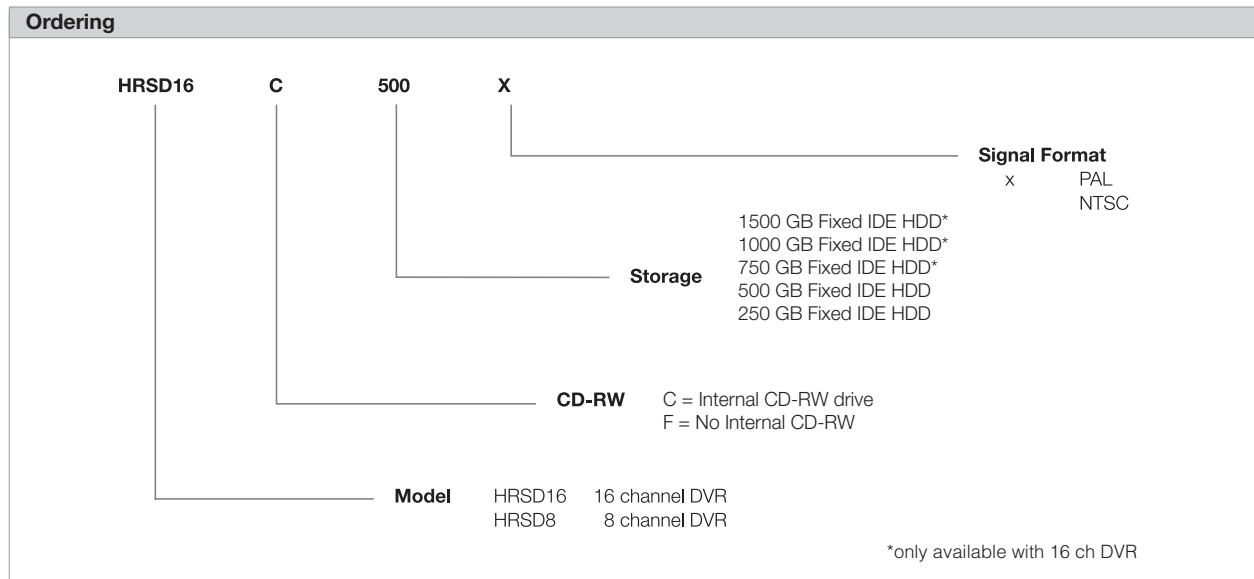 Ordering
HRSD16 C 500 X
Signal Format
x PAL
NTSC
1500 GB Fixed IDE HDD*
1000 GB Fixed IDE HDD*
Storage 750 GB Fixed IDE HDD*
500 GB Fixed IDE HDD
250 GB Fixed IDE HDD
CD-RW C = Internal CD-RW drive
F = No Internal CD-RW
Model HRSD16 16 channel DVR
HRSD8 8 channel DVR
*only available with 16 ch DVR